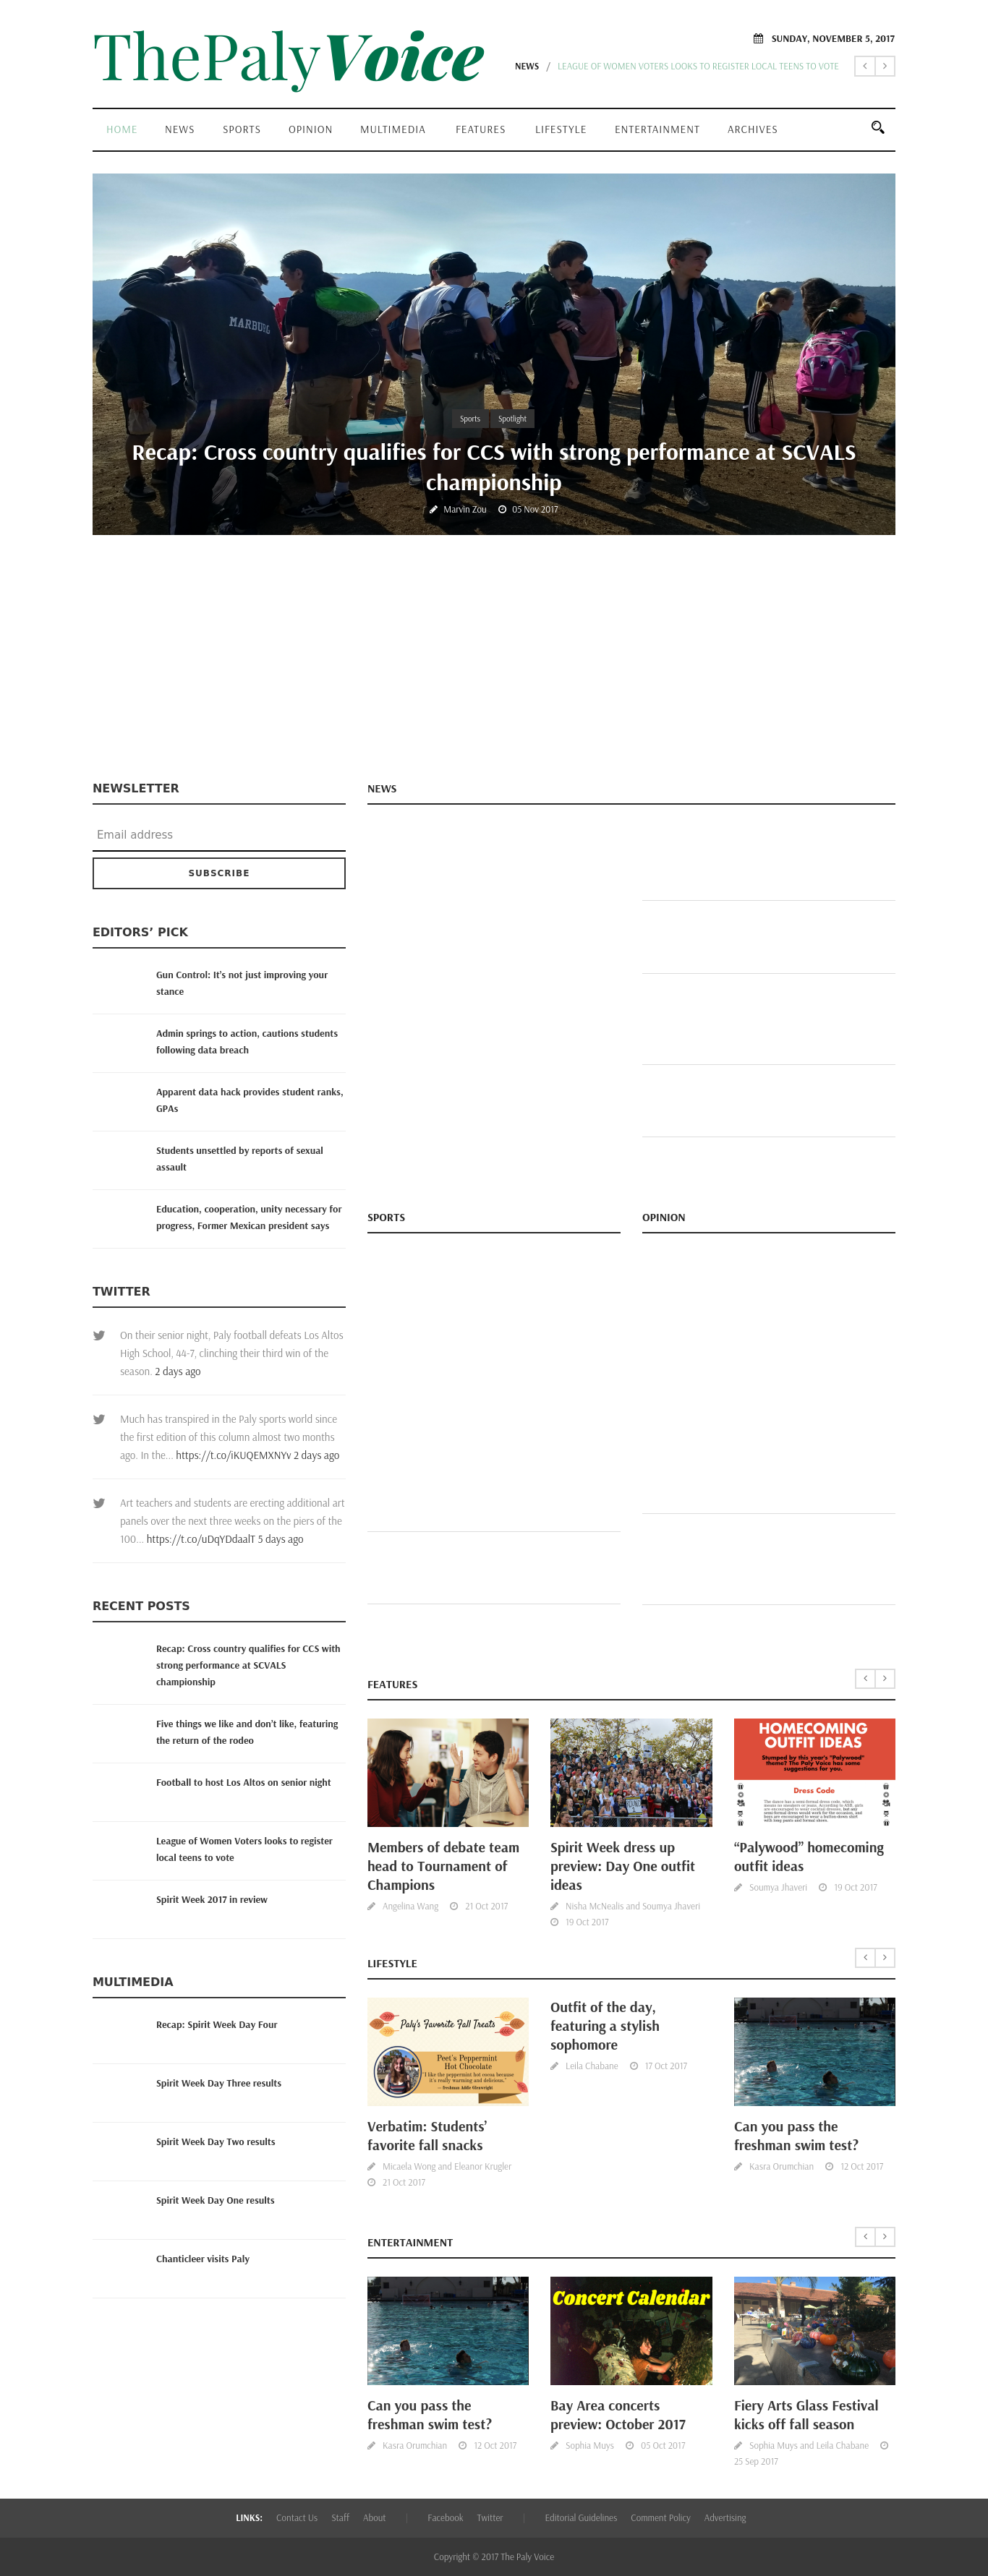 ThePalyVoice
SUNDAY, NOVEMBER 5, 2017
NEWS / LEAGUE OF WOMEN VOTERS LOOKS TO REGISTER LOCAL TEENS TO VOTE
HOME NEWS SPORTS OPINION MULTIMEDIA FEATURES LIFESTYLE ENTERTAINMENT ARCHIVES
MARBURG
Sports Spotlight
Recap: Cross country qualifies for CCS with strong performance at SCVALS
championship
Marvin Zou 05 Nov 2017
NEWSLETTER
Email address
SUBSCRIBE
EDITORS’ PICK
Gun Control: It’s not just improving your
stance
Admin springs to action, cautions students
following data breach
Apparent data hack provides student ranks,
GPAs
Students unsettled by reports of sexual
assault
Education, cooperation, unity necessary for
progress, Former Mexican president says
TWITTER
On their senior night, Paly football defeats Los Altos
High School, 44-7, clinching their third win of the
season. 2 days ago
Much has transpired in the Paly sports world since
the first edition of this column almost two months
ago. In the... https://t.co/iKUQEMXNYv 2 days ago
Art teachers and students are erecting additional art
panels over the next three weeks on the piers of the
100... https://t.co/uDqYDdaalT 5 days ago
RECENT POSTS
Recap: Cross country qualifies for CCS with
strong performance at SCVALS
championship
Five things we like and don’t like, featuring
the return of the rodeo
Football to host Los Altos on senior night
League of Women Voters looks to register
local teens to vote
Spirit Week 2017 in review
MULTIMEDIA
Recap: Spirit Week Day Four
Spirit Week Day Three results
Spirit Week Day Two results
Spirit Week Day One results
Chanticleer visits Paly
NEWS
SPORTS
OPINION
FEATURES
Members of debate team
head to Tournament of
Champions
Angelina Wang 21 Oct 2017
Spirit Week dress up
preview: Day One outfit
ideas
Nisha McNealis and Soumya Jhaveri
19 Oct 2017
HOMECOMING
OUTFIT IDEAS
Stumped by this year's "Palywood"
theme? The Paly Voice has some
suggestions for you.
Dress Code
“Palywood” homecoming
outfit ideas
Soumya Jhaveri 19 Oct 2017
LIFESTYLE
Paly's Favorite Fall Treats
Peet's Peppermint
Hot Chocolate
"I like the peppermint hot cocoa because
it's really warming and delicious."
Verbatim: Students’
favorite fall snacks
Micaela Wong and Eleanor Krugler
21 Oct 2017
Outfit of the day,
featuring a stylish
sophomore
Leila Chabane 17 Oct 2017
Can you pass the
freshman swim test?
Kasra Orumchian 12 Oct 2017
ENTERTAINMENT
Can you pass the
freshman swim test?
Kasra Orumchian 12 Oct 2017
Concert Calendar
Bay Area concerts
preview: October 2017
Sophia Muys 05 Oct 2017
Fiery Arts Glass Festival
kicks off fall season
Sophia Muys and Leila Chabane
25 Sep 2017
LINKS: Contact Us Staff About | Facebook Twitter | Editorial Guidelines Comment Policy Advertising
Copyright © 2017 The Paly Voice